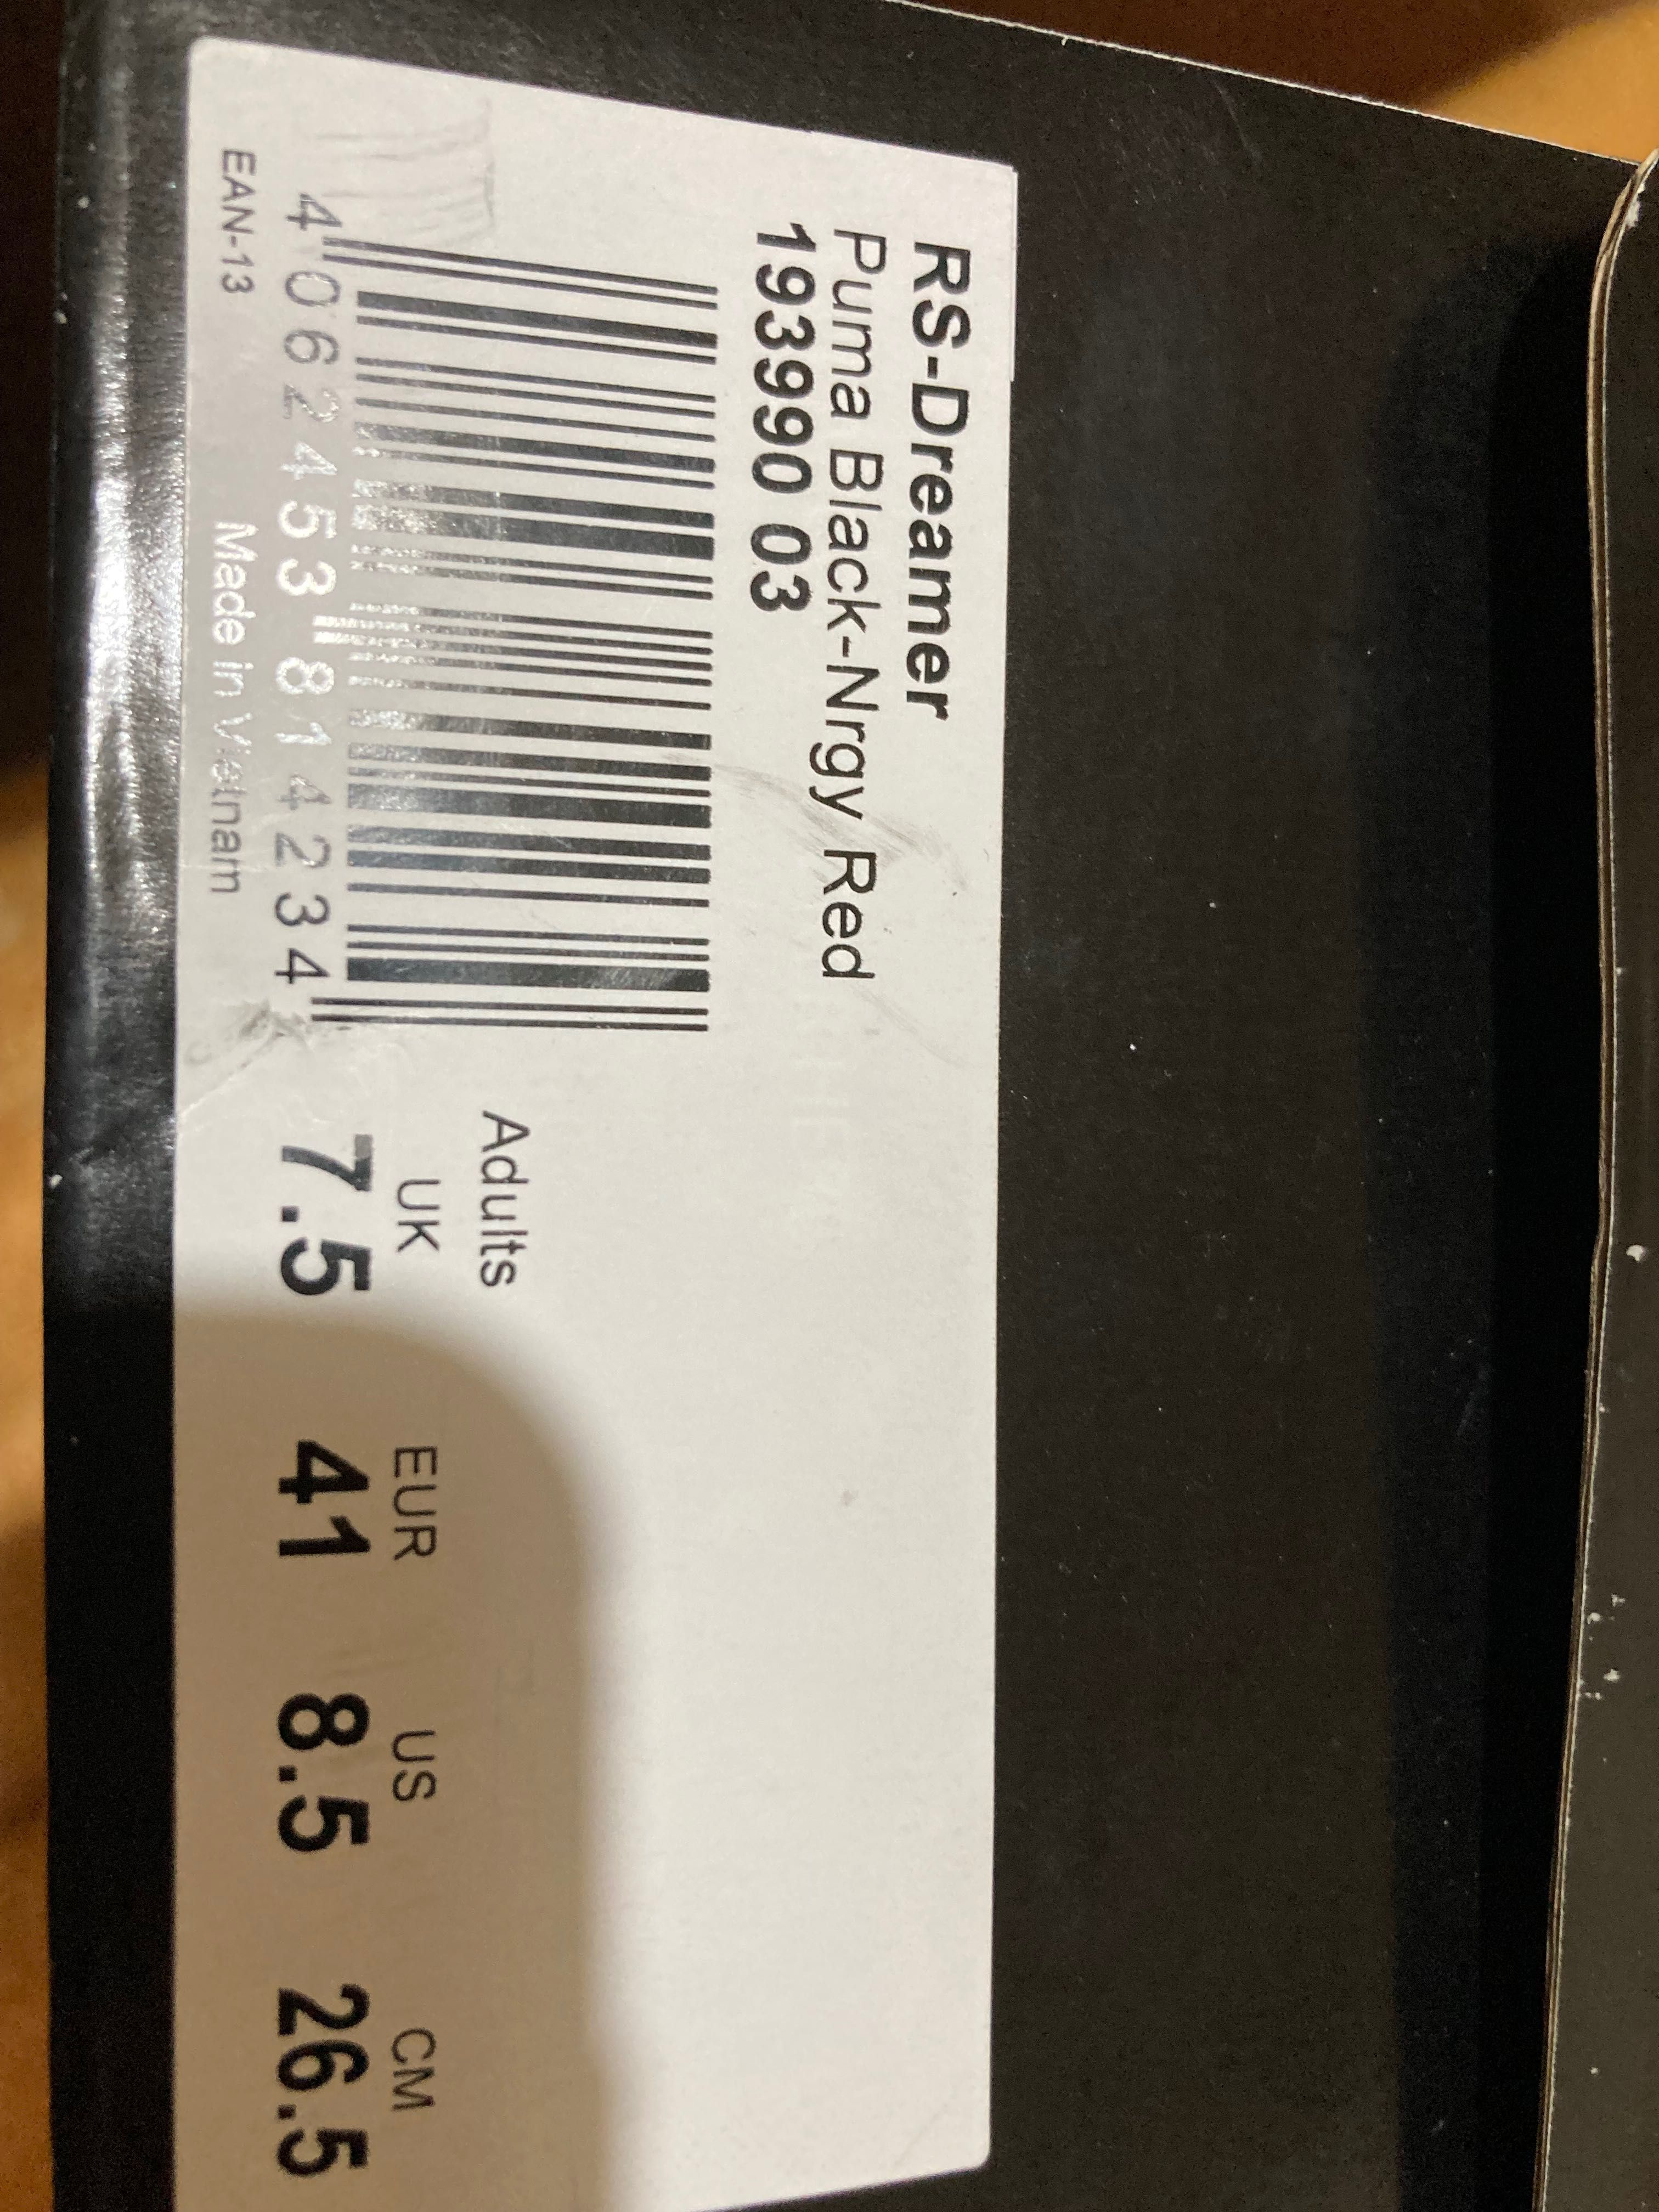 RS-Dreamer
Puma Black-Nrgy Red
193990 03
4 062453 814234
EAN-13
Made in Vietnam
Adults
UK EUR US CM
7.5 41 8.5 26.5